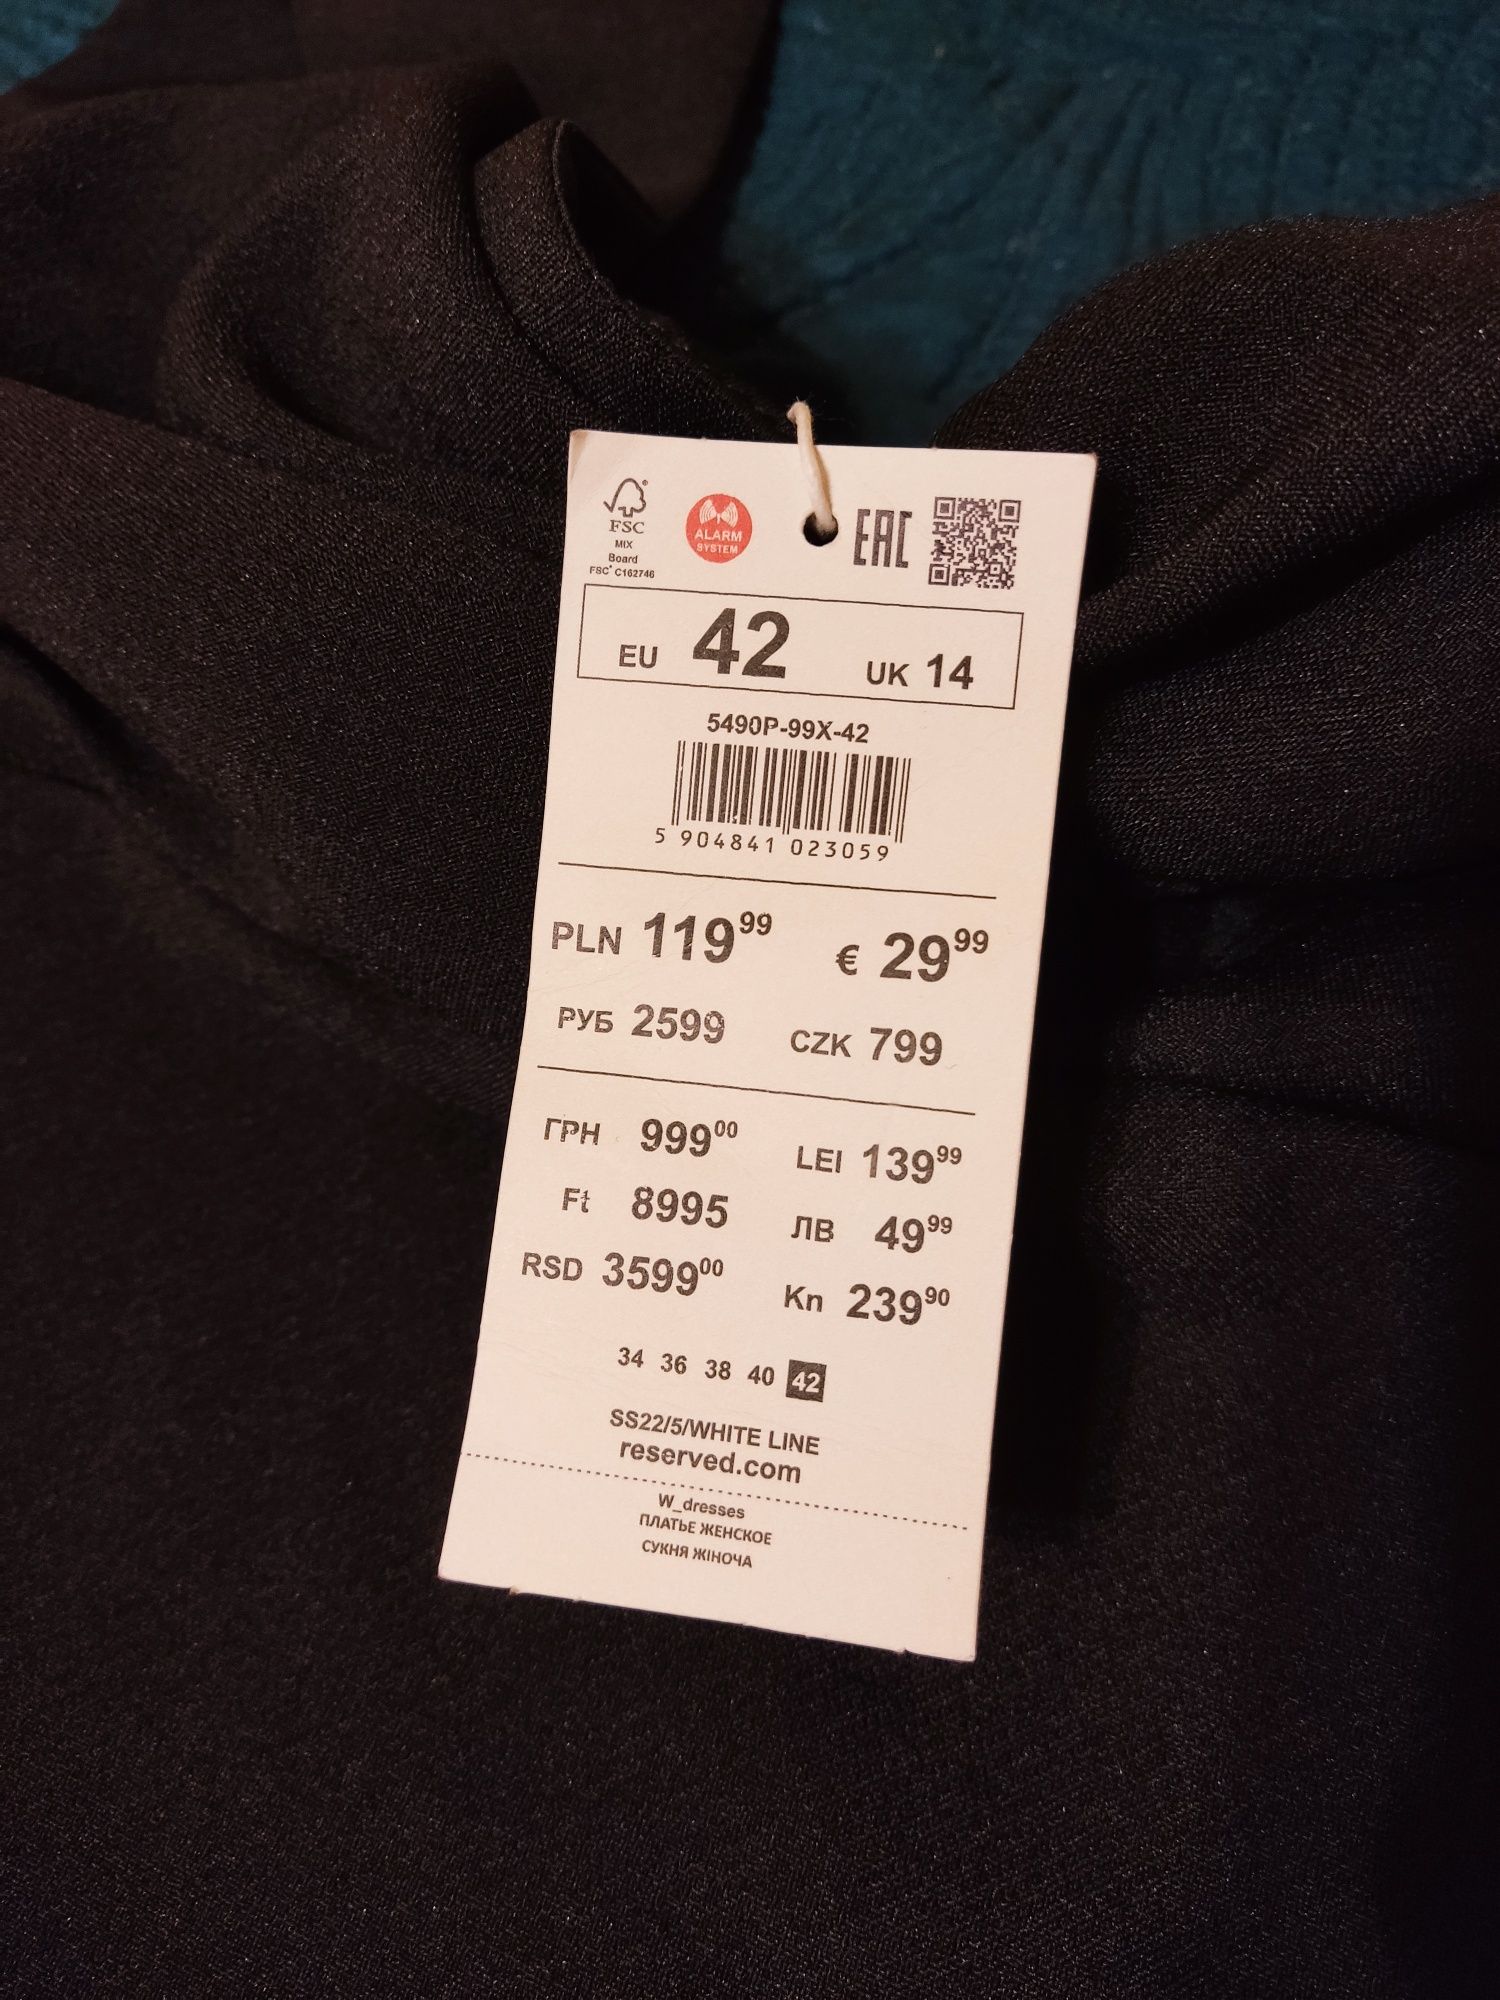 FSC
MIX
Board
FSC® C162746
ALARM
SYSTEM
EAC
EU 42 UK 14
5490P-99X-42
5 904841 023059
PLN 119⁹⁹ € 29⁹⁹
РУБ 2599 CZK 799
ГРН 999⁰⁰ LEI 139⁹⁹
Ft 8995 ЛВ 49⁹⁹
RSD 3599⁰⁰ Kn 239⁹⁰
34 36 38 40 42
SS22/5/WHITE LINE
reserved.com
W_dresses
ПЛАТЬЕ ЖЕНСКОЕ
СУКНЯ ЖІНОЧА